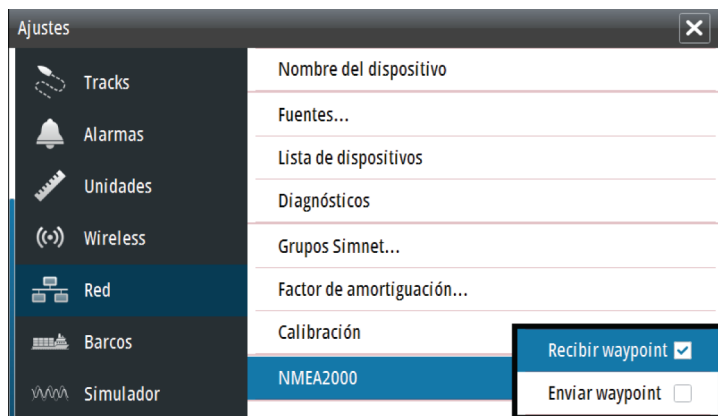 Ajustes
Tracks
Alarmas
Unidades
Wireless
Red
Barcos
Simulador
Nombre del dispositivo
Fuentes...
Lista de dispositivos
Diagnósticos
Grupos Simnet...
Factor de amortiguación...
Calibración
NMEA2000
Recibir waypoint
Enviar waypoint